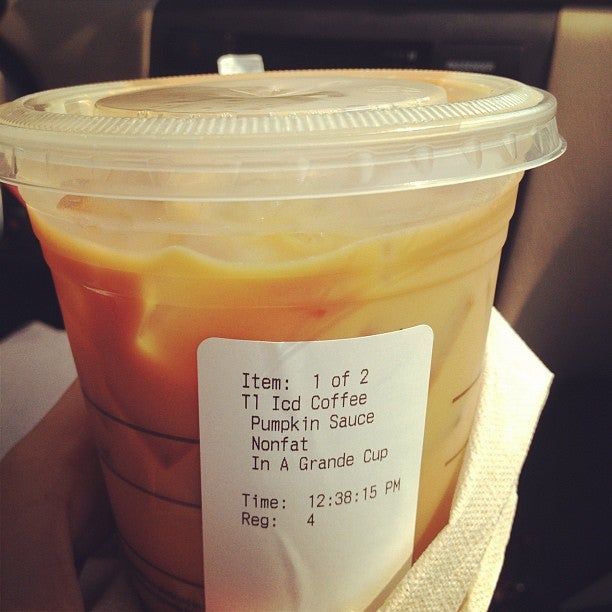 Item: 1 of 2
Tl Icd Coffee
Pumpkin Sauce
Nonfat
In A Grande Cup
Time: 12:38:15 PM
Reg: 4